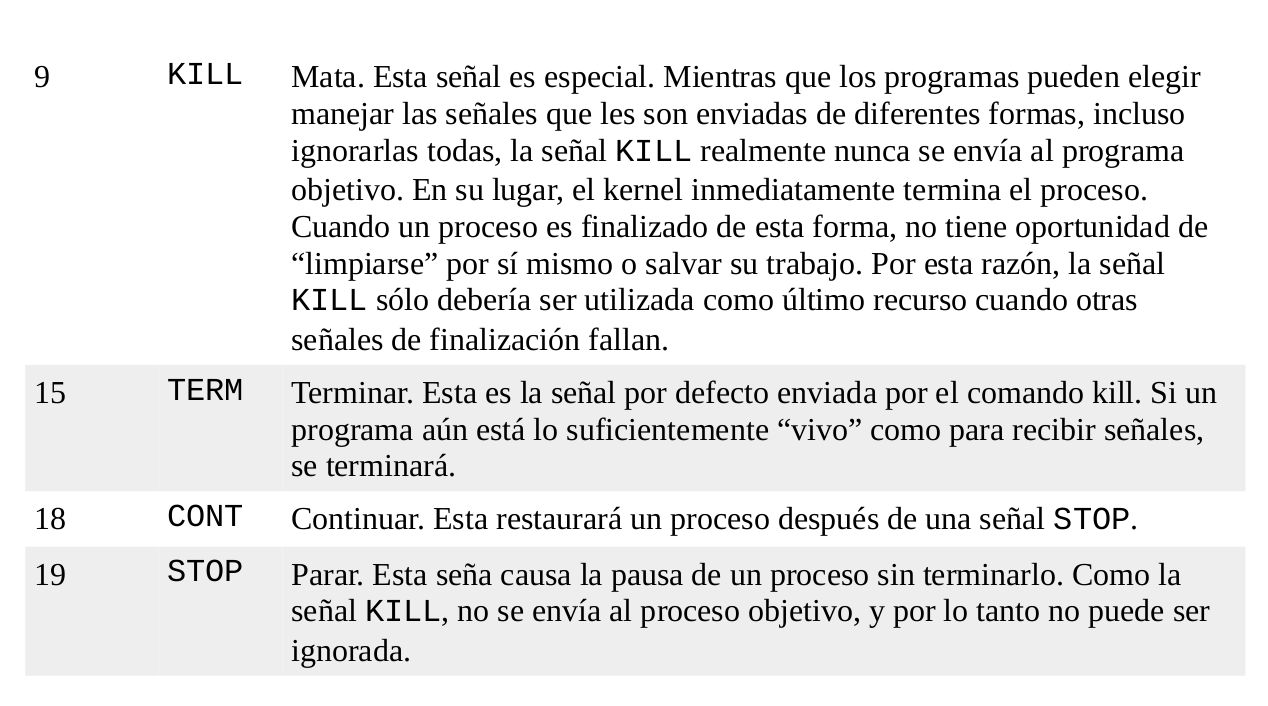 9 KILL Mata. Esta señal es especial. Mientras que los programas pueden elegir
manejar las señales que les son enviadas de diferentes formas, incluso
ignorarlas todas, la señal KILL realmente nunca se envía al programa
objetivo. En su lugar, el kernel inmediatamente termina el proceso.
Cuando un proceso es finalizado de esta forma, no tiene oportunidad de
“limpiarse” por sí mismo o salvar su trabajo. Por esta razón, la señal
KILL sólo debería ser utilizada como último recurso cuando otras
señales de finalización fallan.
15 TERM Terminar. Esta es la señal por defecto enviada por el comando kill. Si un
programa aún está lo suficientemente “vivo” como para recibir señales,
se terminará.
18 CONT Continuar. Esta restaurará un proceso después de una señal STOP.
19 STOP Parar. Esta seña causa la pausa de un proceso sin terminarlo. Como la
señal KILL, no se envía al proceso objetivo, y por lo tanto no puede ser
ignorada.